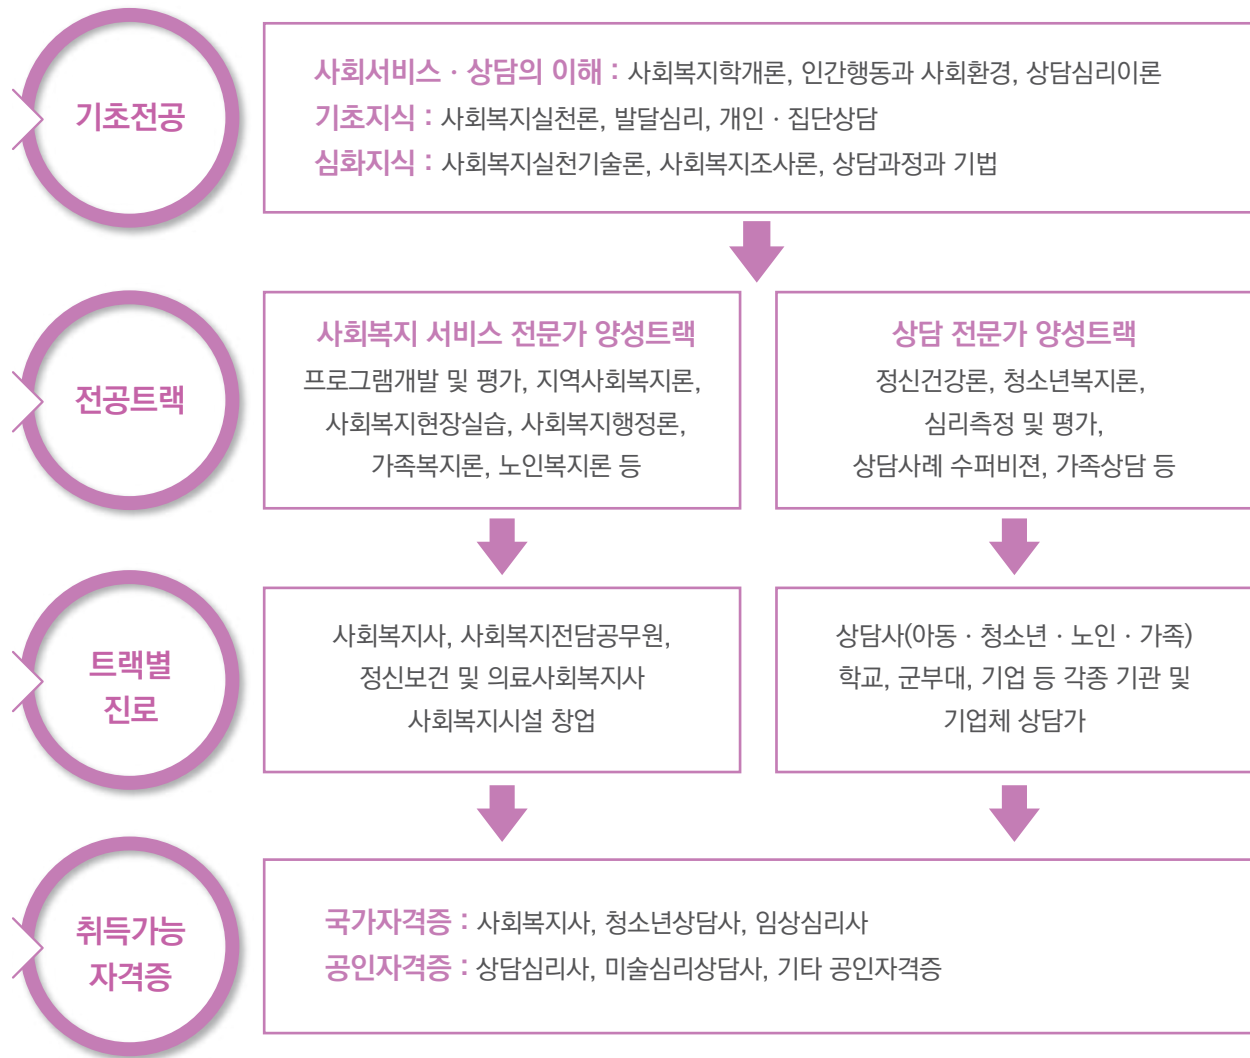 기초전공
사회서비스 · 상담의 이해 : 사회복지학개론, 인간행동과 사회환경, 상담심리이론
기초지식 : 사회복지실천론, 발달심리, 개인 · 집단상담
심화지식 : 사회복지실천기술론, 사회복지조사론, 상담과정과 기법
전공트랙
사회복지 서비스 전문가 양성트랙
프로그램개발 및 평가, 지역사회복지론,
사회복지현장실습, 사회복지행정론,
가족복지론, 노인복지론 등
상담 전문가 양성트랙
정신건강론, 청소년복지론,
심리측정 및 평가,
상담사례 수퍼비젼, 가족상담 등
트랙별
진로
사회복지사, 사회복지전담공무원,
정신보건 및 의료사회복지사
사회복지시설 창업
상담사(아동 · 청소년 · 노인 · 가족)
학교, 군부대, 기업 등 각종 기관 및
기업체 상담가
취득가능
자격증
국가자격증 : 사회복지사, 청소년상담사, 임상심리사
공인자격증 : 상담심리사, 미술심리상담사, 기타 공인자격증